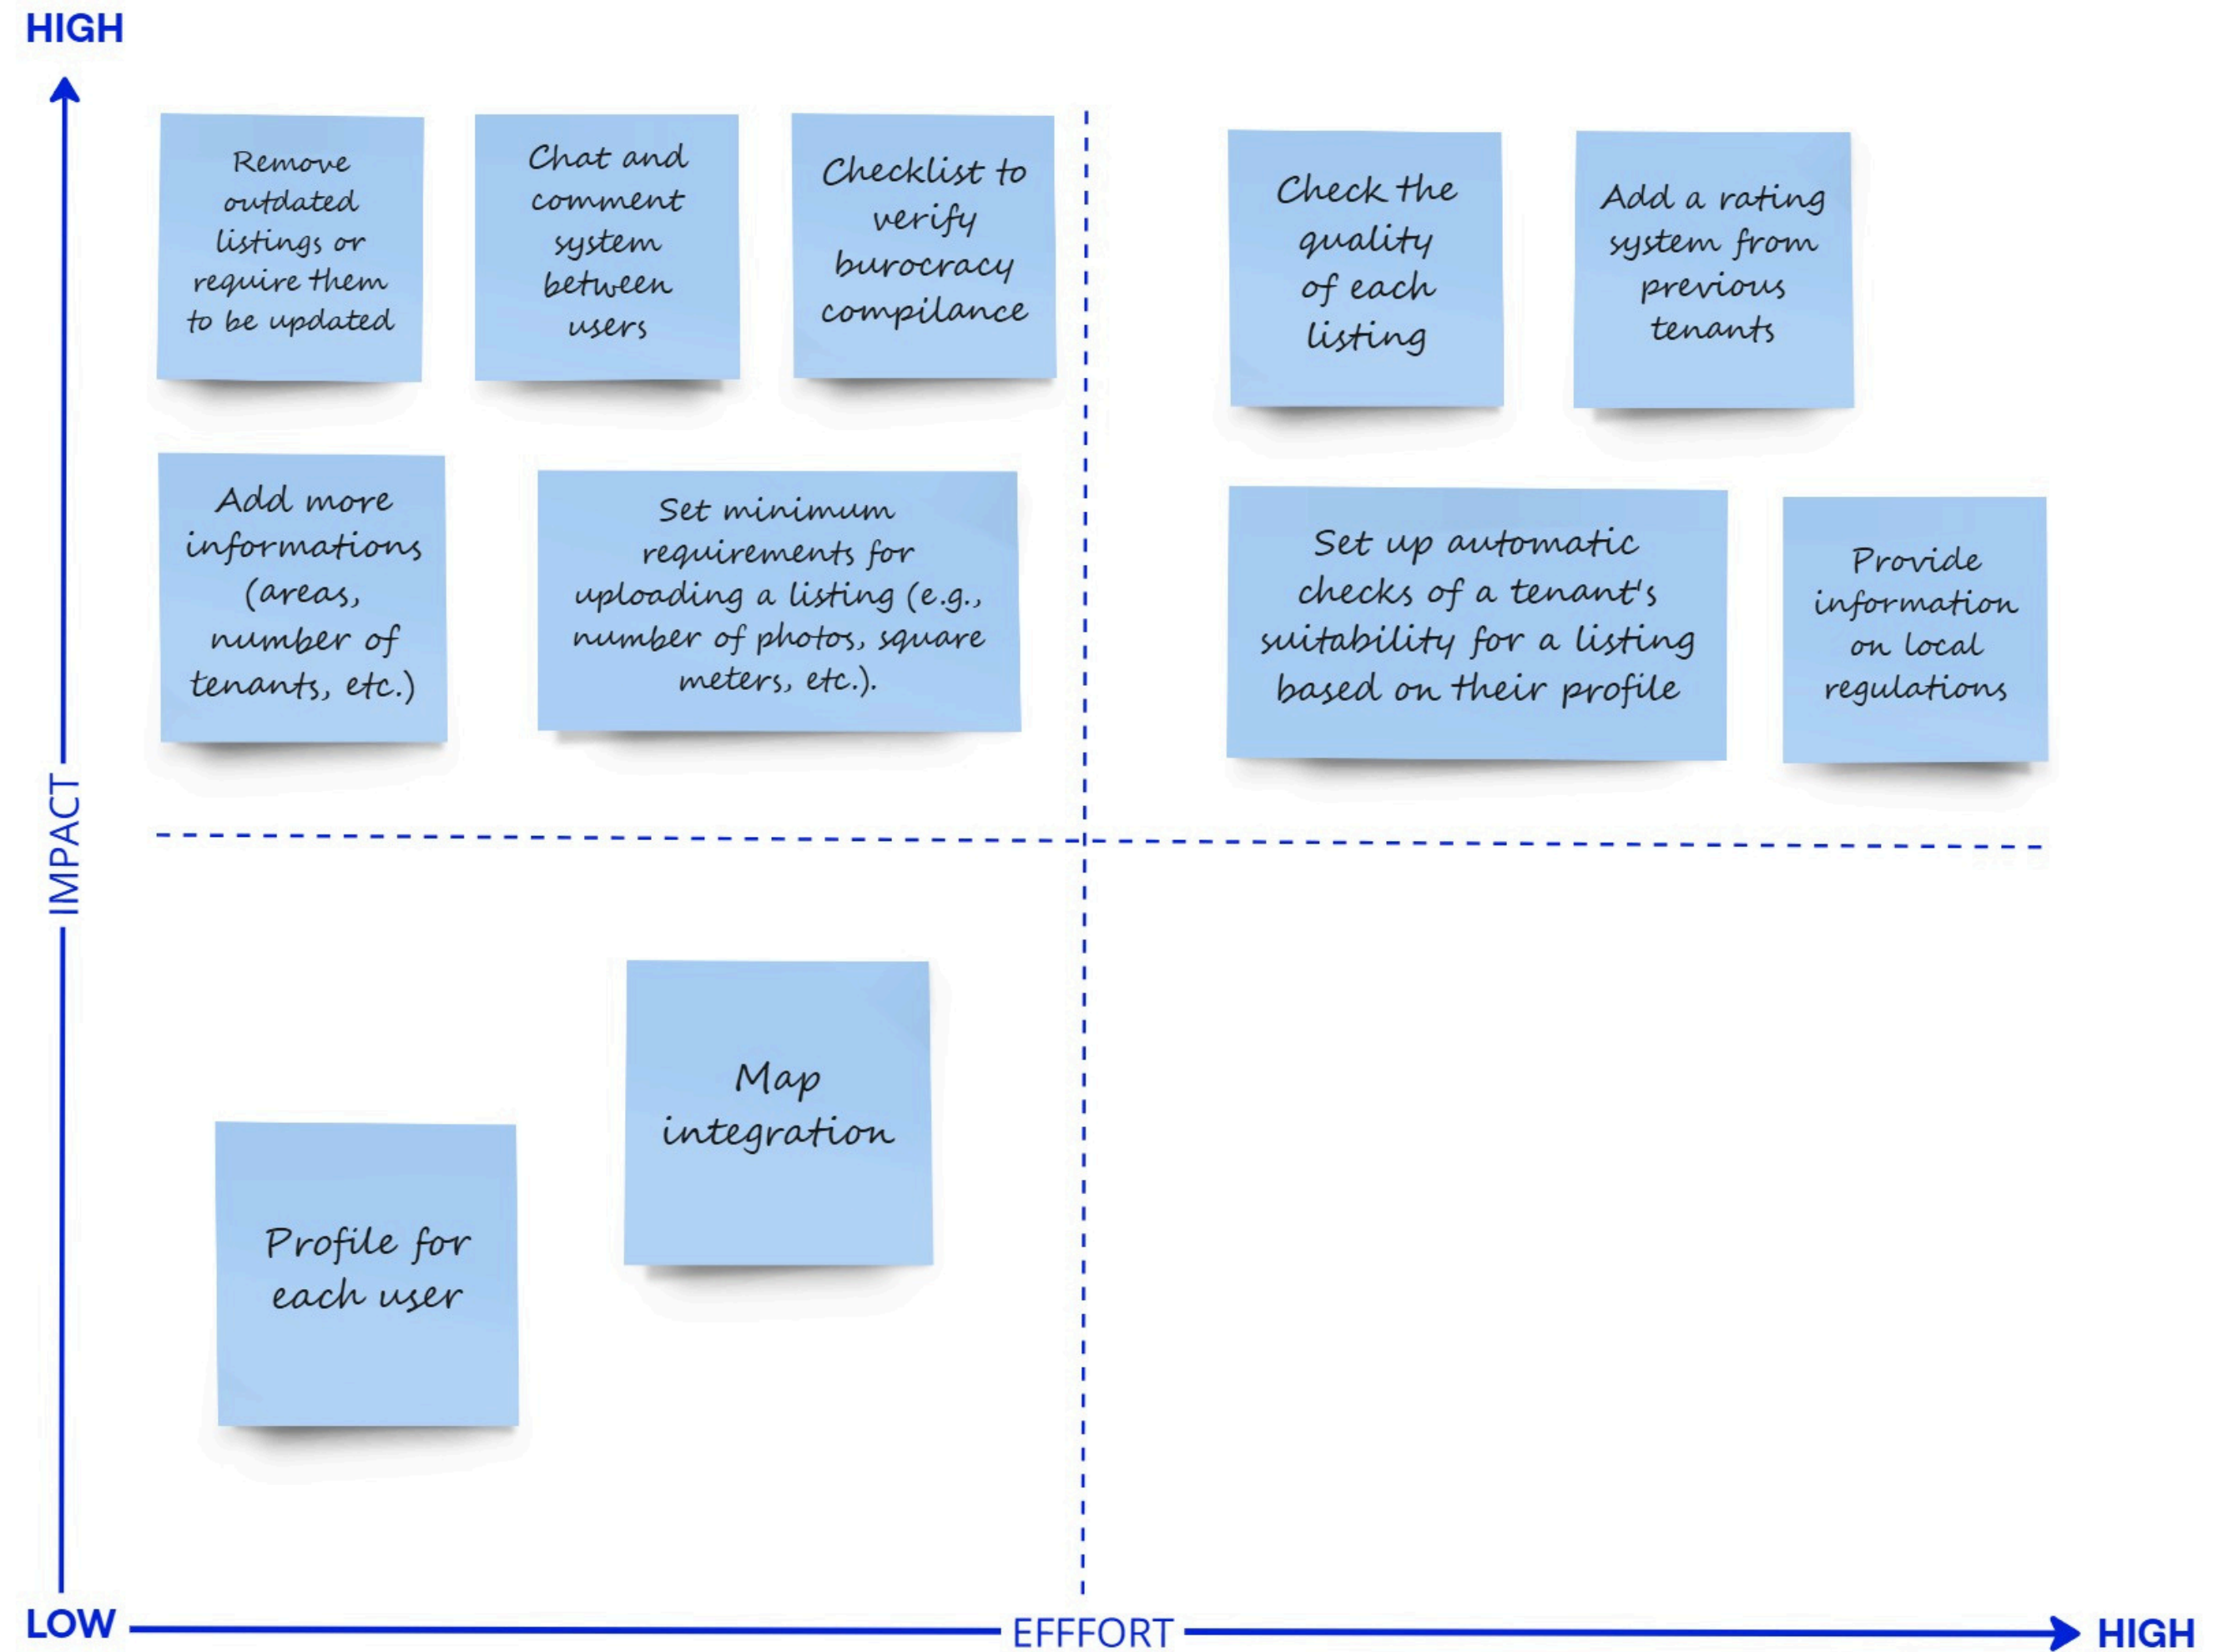 HIGH
Remove
outdated
listings or
require them
to be updated
Chat and
comment
system
between
users
Checklist to
verify
burocracy
compilance
Check the
quality
of each
listing
Add a rating
system from
previous
tenants
Add more
informations
(areas,
number of
tenants, etc.)
Set minimum
requirements for
uploading a listing (e.g.,
number of photos, square
meters, etc.).
Set up automatic
checks of a tenant's
suitability for a listing
based on their profile
Provide
information
on local
regulations
IMPACT
Map
integration
Profile for
each user
LOW
EFFFORT
HIGH